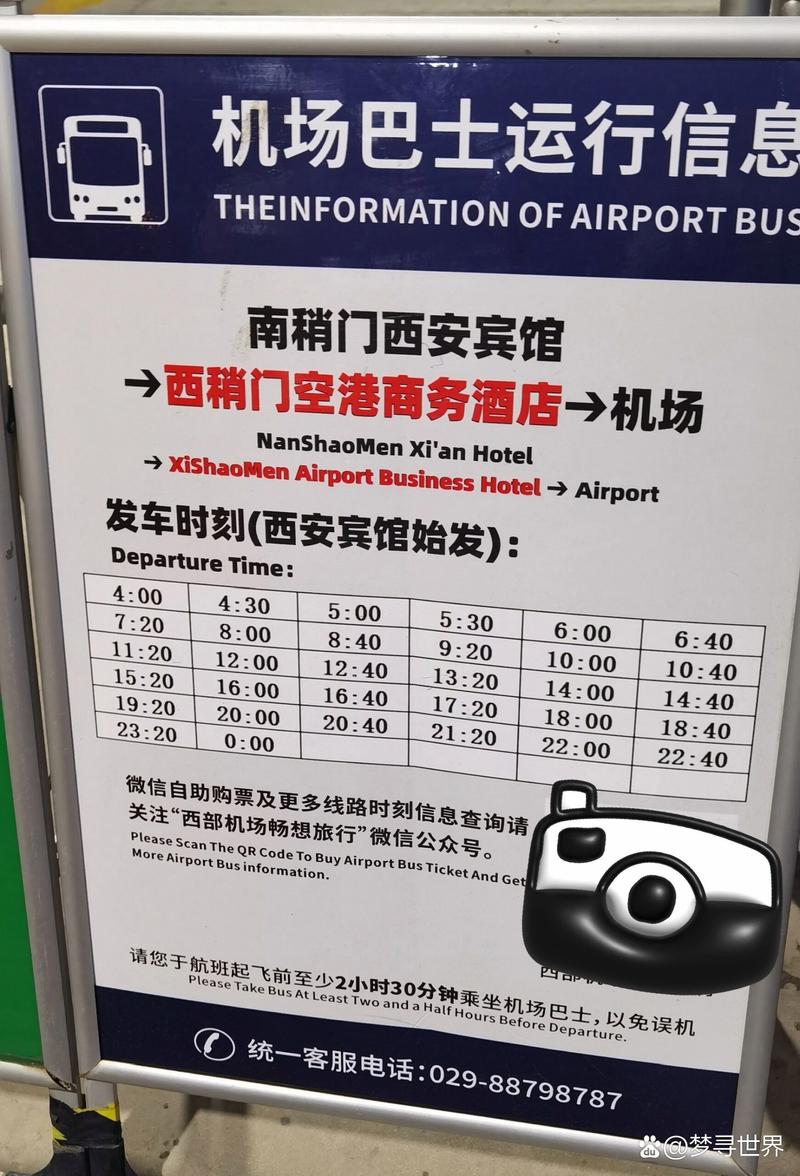 机场巴士运行信息
THEINFORMATION OF AIRPORT BUS
南稍门西安宾馆
→西稍门空港商务酒店→机场
NanShaoMen Xi'an Hotel
→ XiShaoMen Airport Business Hotel → Airport
发车时刻(西安宾馆始发):
Departure Time:
4:00 4:30 5:00 5:30 6:00 6:40
7:20 8:00 8:40 9:20 10:00 10:40
11:20 12:00 12:40 13:20 14:00 14:40
15:20 16:00 16:40 17:20 18:00 18:40
19:20 20:00 20:40 21:20 22:00 22:40
23:20 0:00
微信自助购票及更多线路时刻信息查询请
关注“西部机场畅想旅行”微信公众号。
Please Scan The QR Code To Buy Airport Bus Ticket And Get
More Airport Bus information.
请您于航班起飞前至少2小时30分钟乘坐机场巴士,以免误机
Please Take Bus At Least Two and a Half Hours Before Departure.
统一客服电话:029-88798787
du @梦寻世界